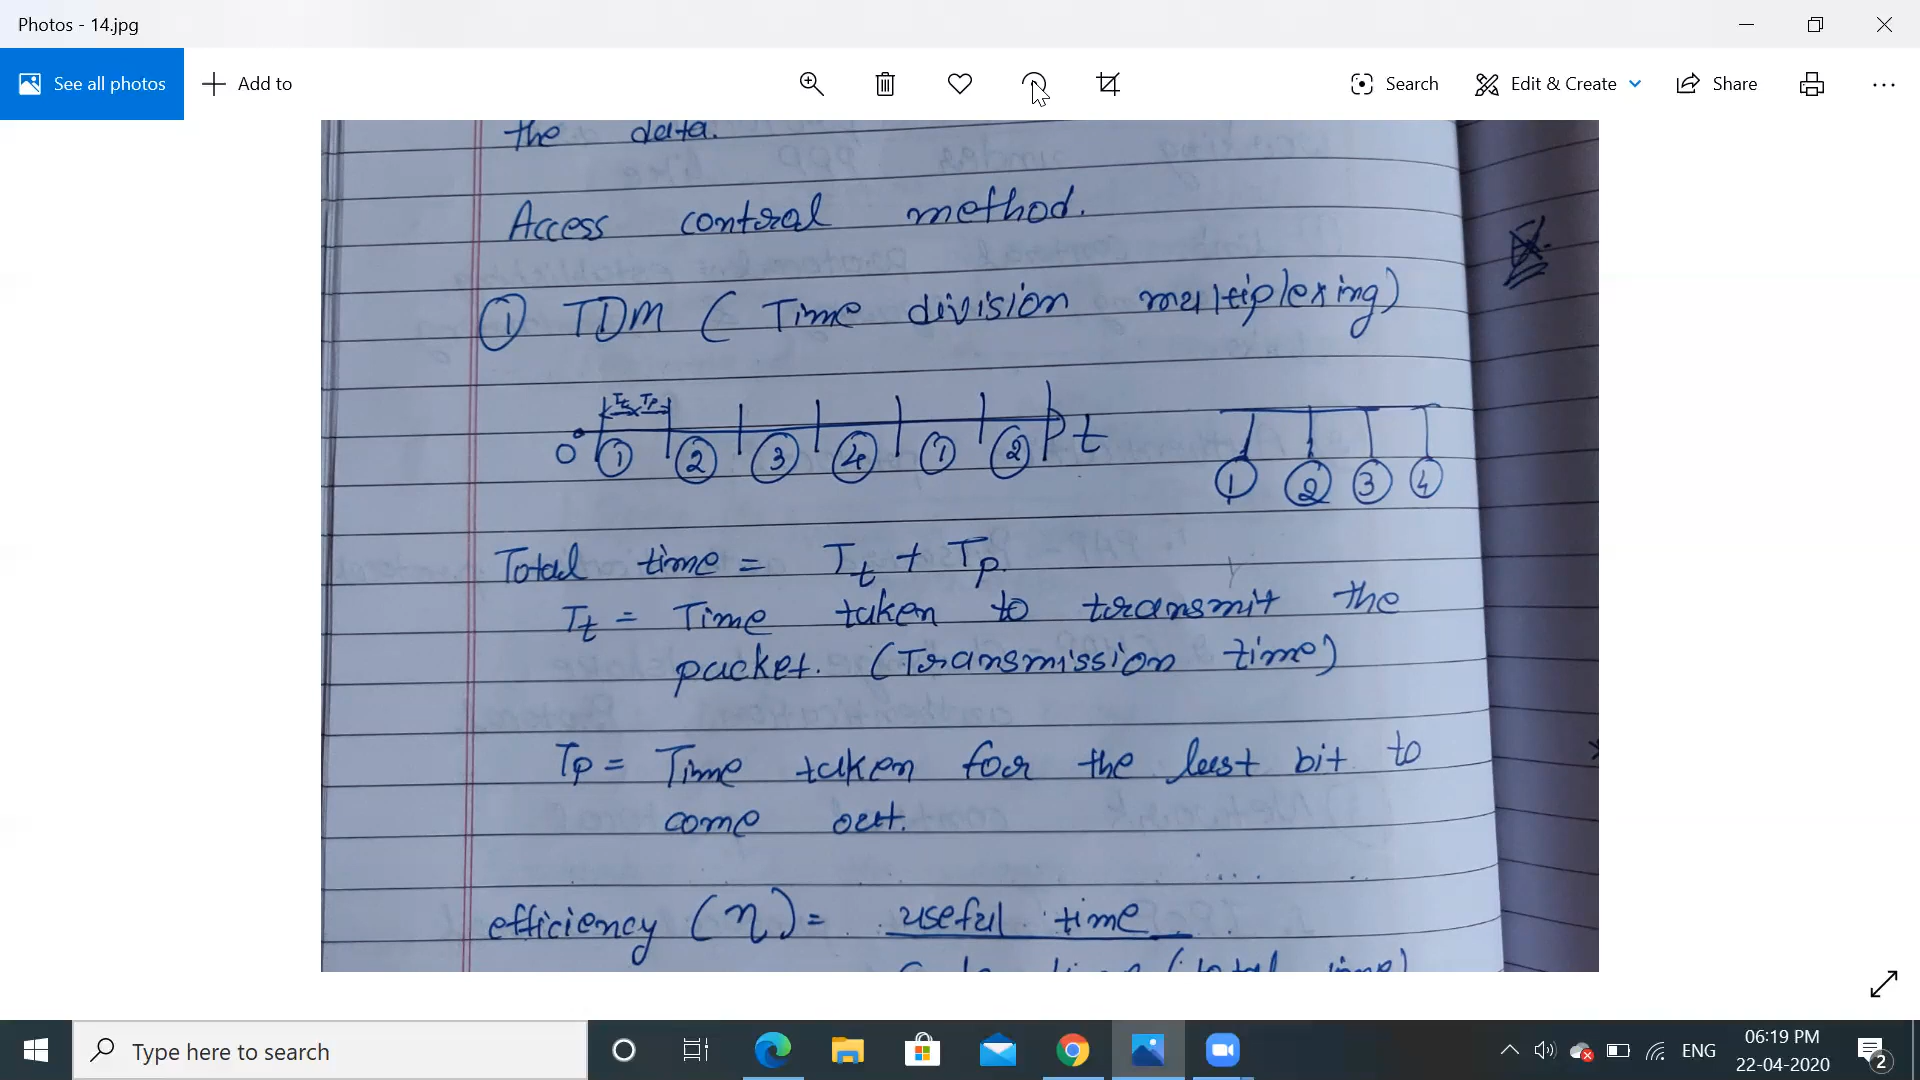 Photos - 14.jpg
See all photos
Add to
Search
Edit & Create
Share
the data.
Access control method.
① TDM ( Time division multiplexing)
Tt Tp
0 ① ② ③ ④ ① ② t
① ② ③ ④
Total time = Tt + Tp.
Tt = Time taken to transmit the
packet. (Transmission time)
Tp = Time taken for the last bit to
come out.
efficiency (η) = useful time
Type here to search
ENG
06:19 PM
22-04-2020
2